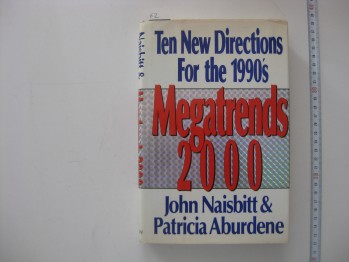 Ten New Directions
For the 1990's
Megatrends
2000
John Naisbitt &
Patricia Aburdene